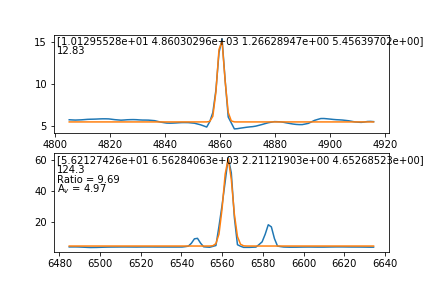 [1.01295528e+01 4.86030296e+03 1.26628947e+00 5.45639702e+00]
12.83
15
10
5
4800 4820 4840 4860 4880 4900 4920
[5.62127426e+01 6.56284063e+03 2.21121903e+00 4.65268523e+00]
124.3
Ratio = 9.69
Aᵥ = 4.97
60
40
20
6480 6500 6520 6540 6560 6580 6600 6620 6640